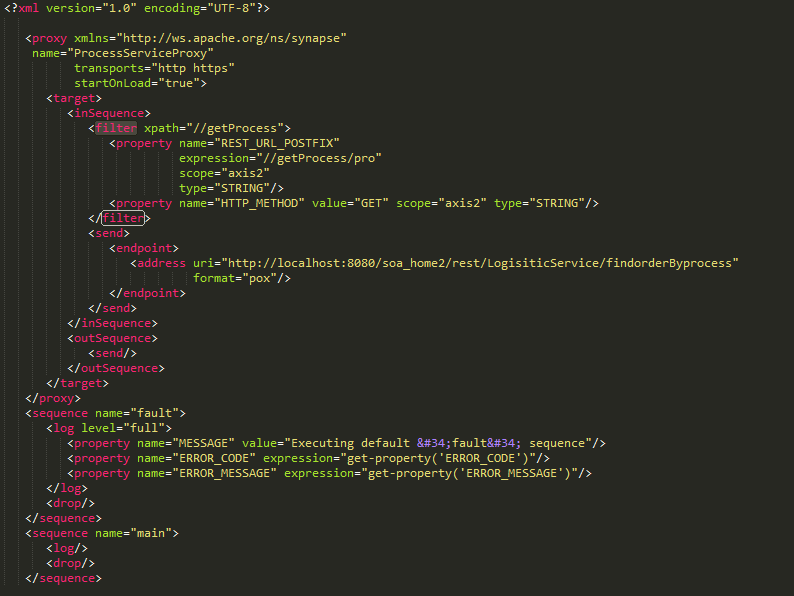 <?xml version="1.0" encoding="UTF-8"?>
<proxy xmlns="http://ws.apache.org/ns/synapse"
name="ProcessServiceProxy"
transports="http https"
startOnLoad="true">
<target>
<inSequence>
<filter xpath="//getProcess">
<property name="REST_URL_POSTFIX"
expression="//getProcess/pro"
scope="axis2"
type="STRING"/>
<property name="HTTP_METHOD" value="GET" scope="axis2" type="STRING"/>
</filter>
<send>
<endpoint>
<address uri="http://localhost:8080/soa_home2/rest/LogisiticService/findorderByprocess"
format="pox"/>
</endpoint>
</send>
</inSequence>
<outSequence>
<send/>
</outSequence>
</target>
</proxy>
<sequence name="fault">
<log level="full">
<property name="MESSAGE" value="Executing default &#34;fault&#34; sequence"/>
<property name="ERROR_CODE" expression="get-property('ERROR_CODE')"/>
<property name="ERROR_MESSAGE" expression="get-property('ERROR_MESSAGE')"/>
</log>
<drop/>
</sequence>
<sequence name="main">
<log/>
<drop/>
</sequence>